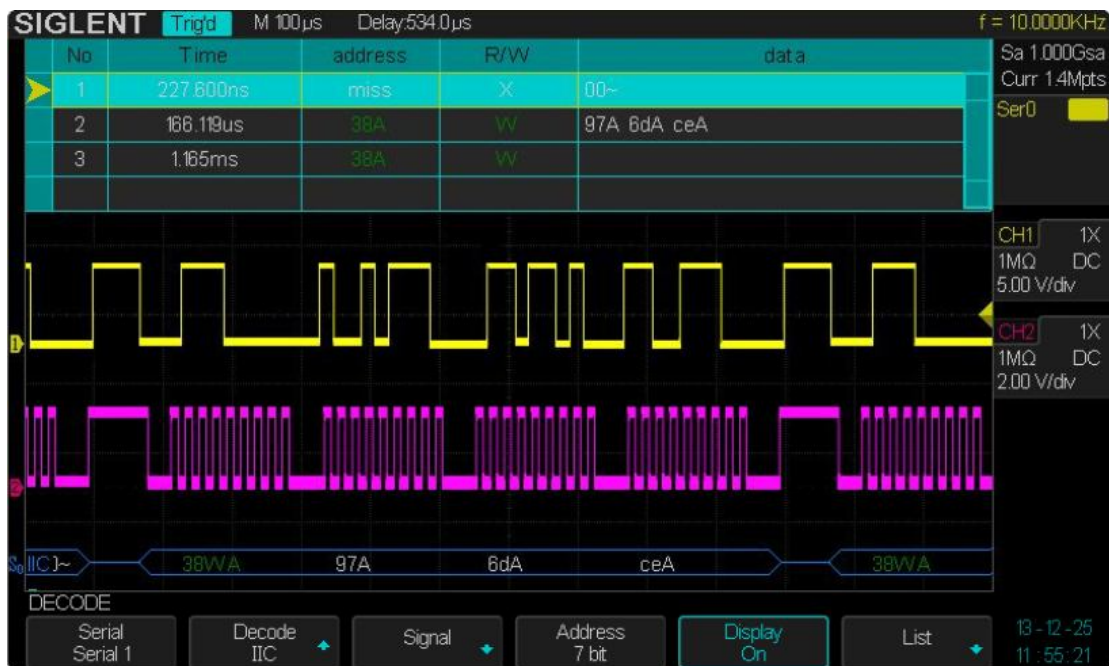 SIGLENT Trig'd M 100µs Delay:534.0µs f = 10.0000KHz
No Time address R/W data
1 227.600ns miss X 00~
2 166.119us 38A W 97A 6dA ceA
3 1.165ms 38A W
Sa 1.000Gsa
Curr 1.4Mpts
Ser0
CH1 1X
1MΩ DC
5.00 V/div
CH2 1X
1MΩ DC
2.00 V/div
1
2
S0 IIC ]~ 38WA 97A 6dA ceA 38WA
DECODE
Serial
Serial 1
Decode
IIC
Signal
Address
7 bit
Display
On
List
13-12-25
11:55:21